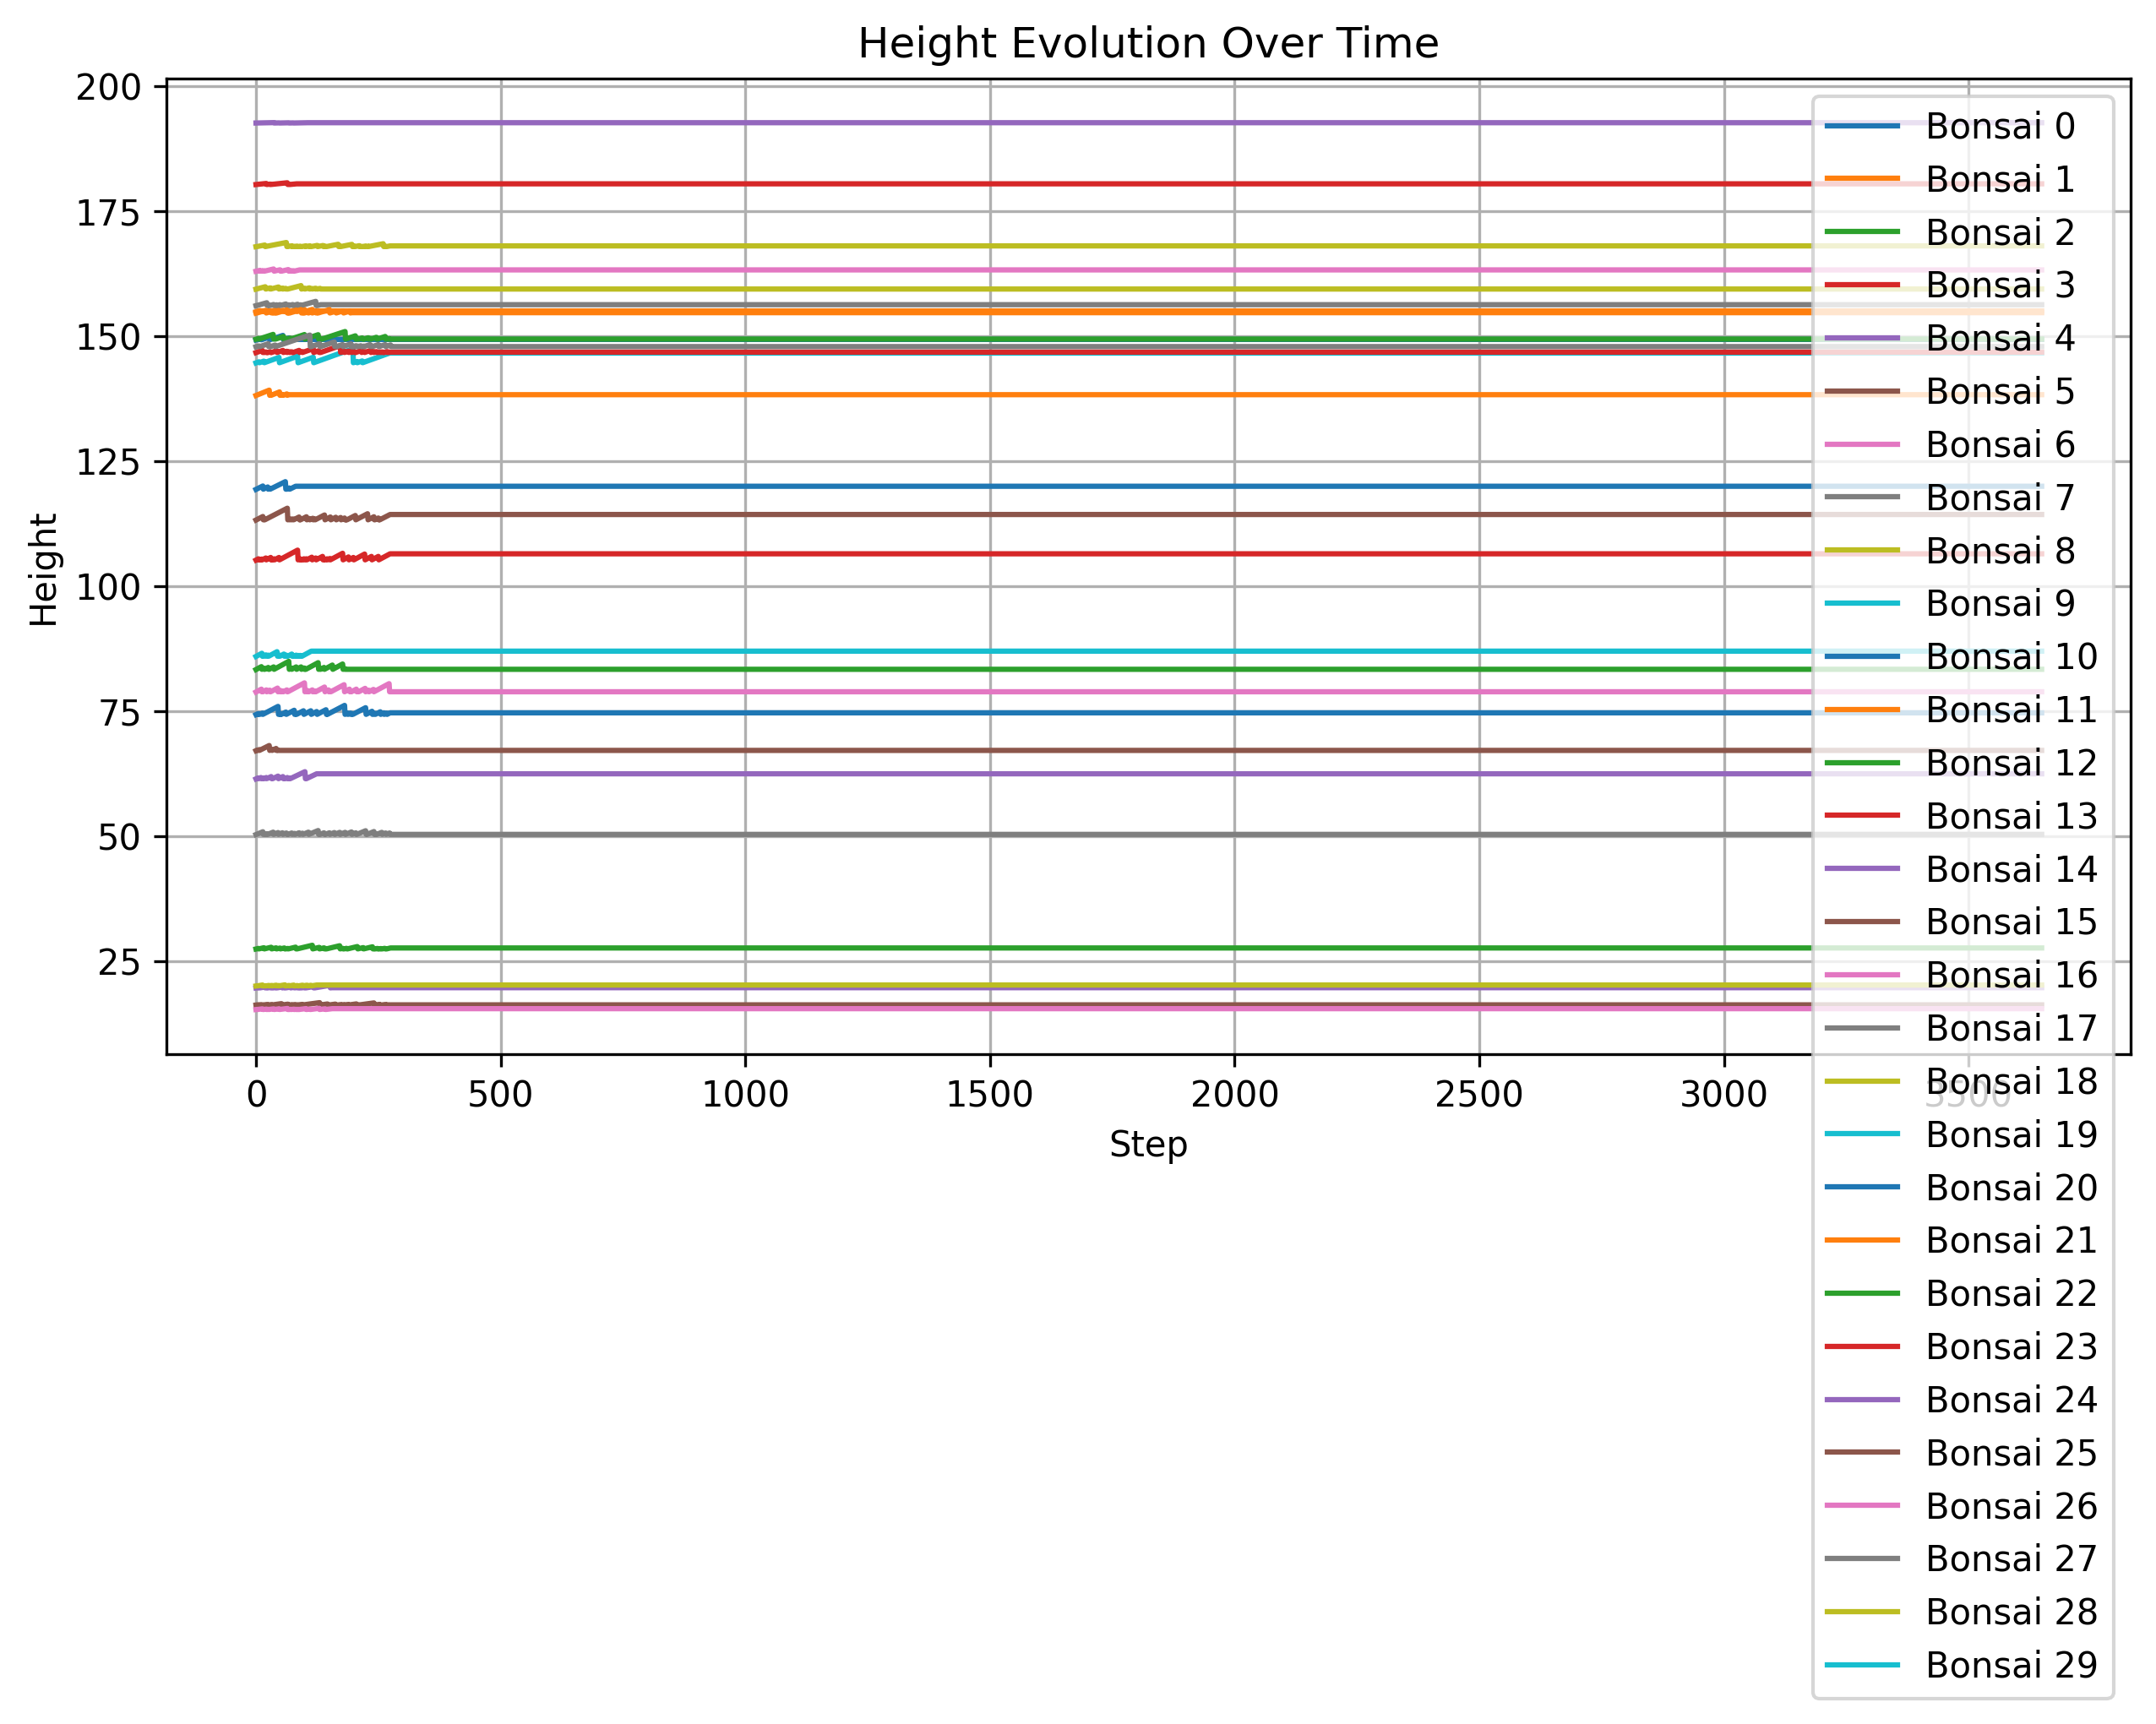 Height Evolution Over Time
Height
200
175
150
125
100
75
50
25
0 500 1000 1500 2000 2500 3000 3500
Step
Bonsai 0
Bonsai 1
Bonsai 2
Bonsai 3
Bonsai 4
Bonsai 5
Bonsai 6
Bonsai 7
Bonsai 8
Bonsai 9
Bonsai 10
Bonsai 11
Bonsai 12
Bonsai 13
Bonsai 14
Bonsai 15
Bonsai 16
Bonsai 17
Bonsai 18
Bonsai 19
Bonsai 20
Bonsai 21
Bonsai 22
Bonsai 23
Bonsai 24
Bonsai 25
Bonsai 26
Bonsai 27
Bonsai 28
Bonsai 29